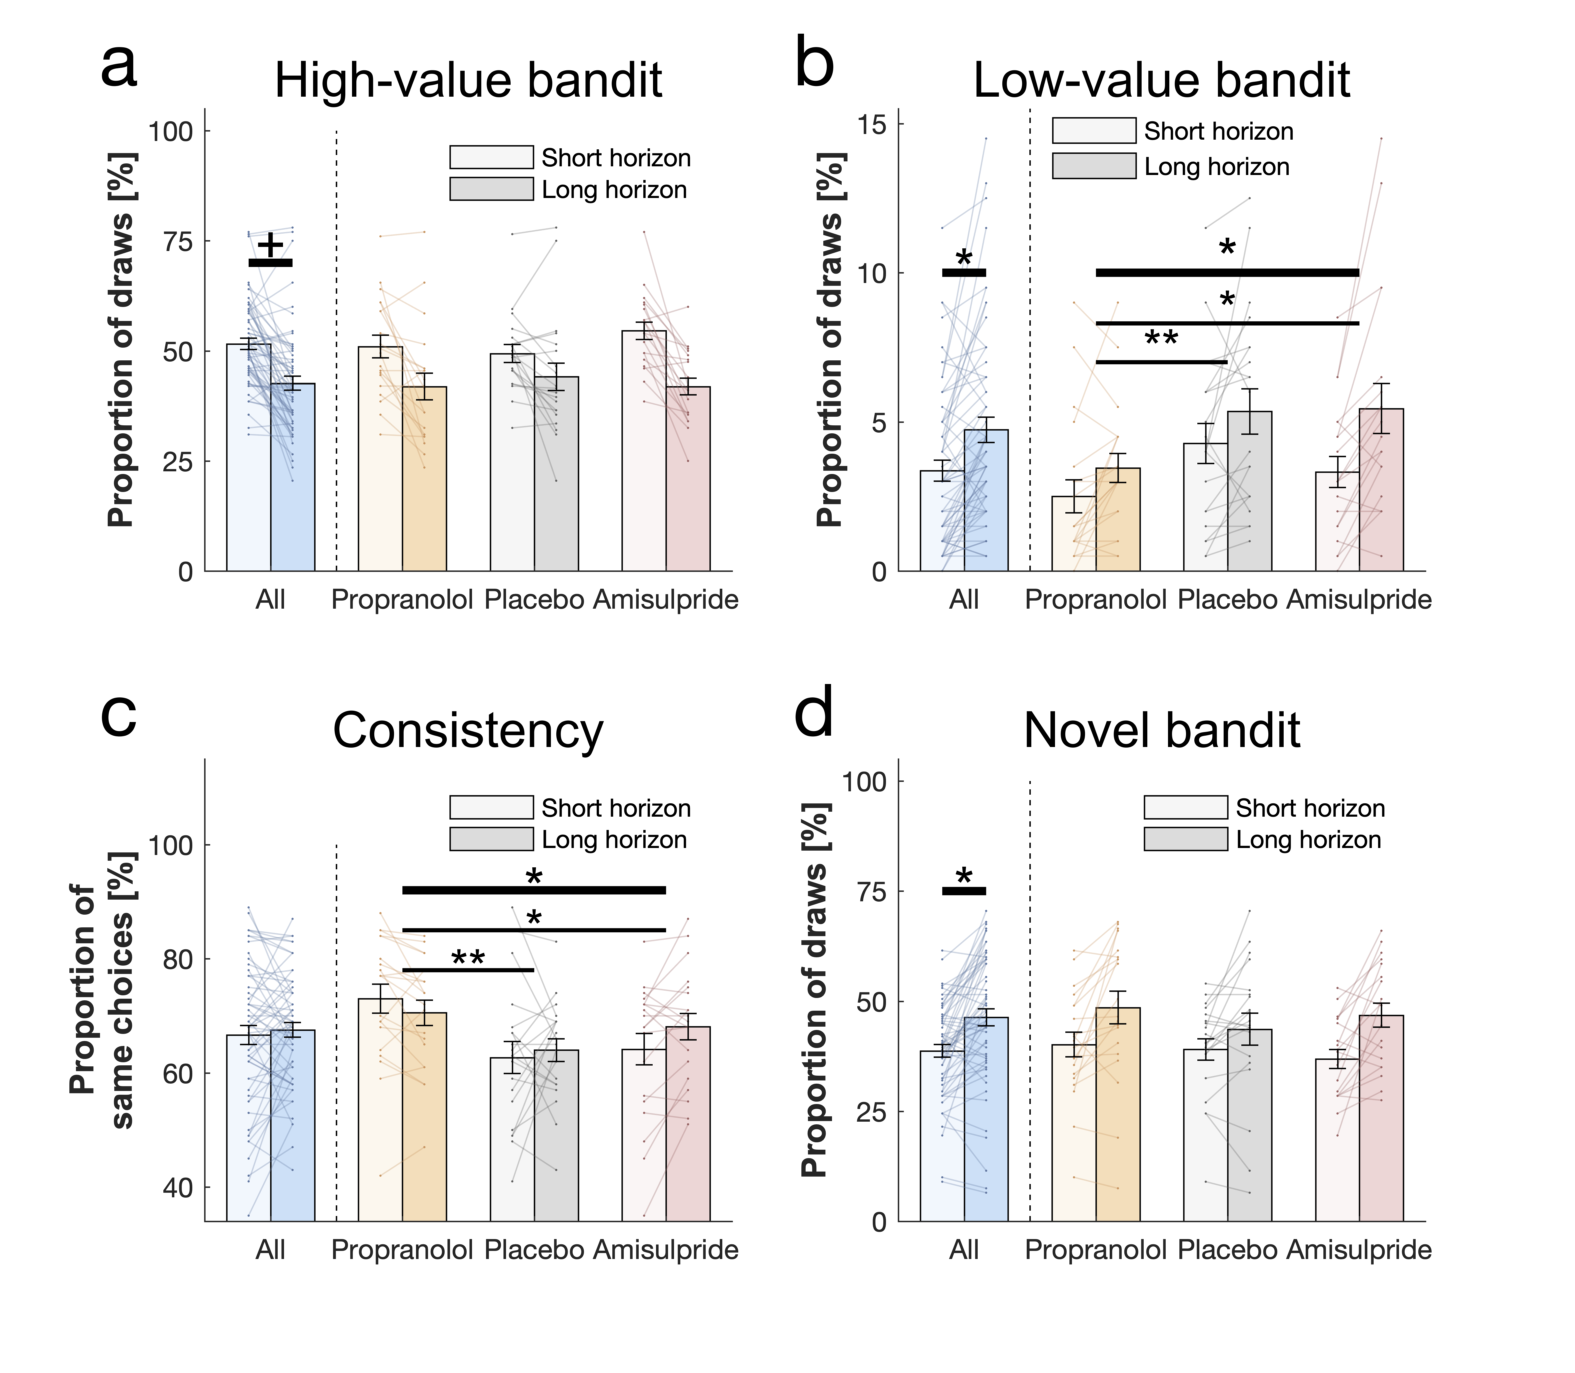 a
High-value bandit
Proportion of draws [%]
100
75
50
25
0
+
Short horizon
Long horizon
All
Propranolol
Placebo
Amisulpride
b
Low-value bandit
Proportion of draws [%]
15
10
5
0
Short horizon
Long horizon
*
*
*
**
All
Propranolol
Placebo
Amisulpride
c
Consistency
Proportion of
same choices [%]
100
80
60
40
Short horizon
Long horizon
*
*
**
All
Propranolol
Placebo
Amisulpride
d
Novel bandit
Proportion of draws [%]
100
75
50
25
0
Short horizon
Long horizon
*
All
Propranolol
Placebo
Amisulpride